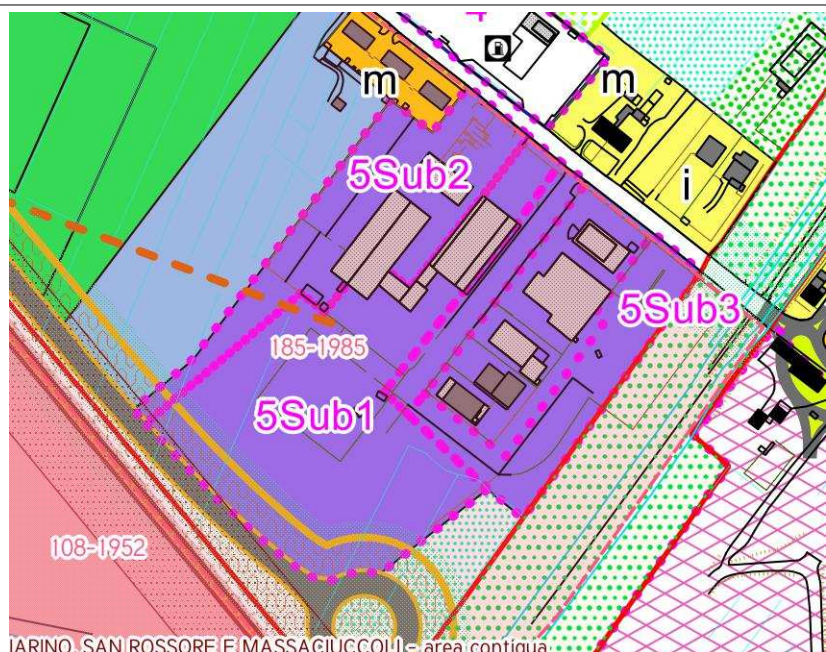 m
m
5Sub2
i
5Sub3
185-1985
5Sub1
108-1952
IARINO, SAN ROSSORE E MASSACIUCCOLI - area contigua